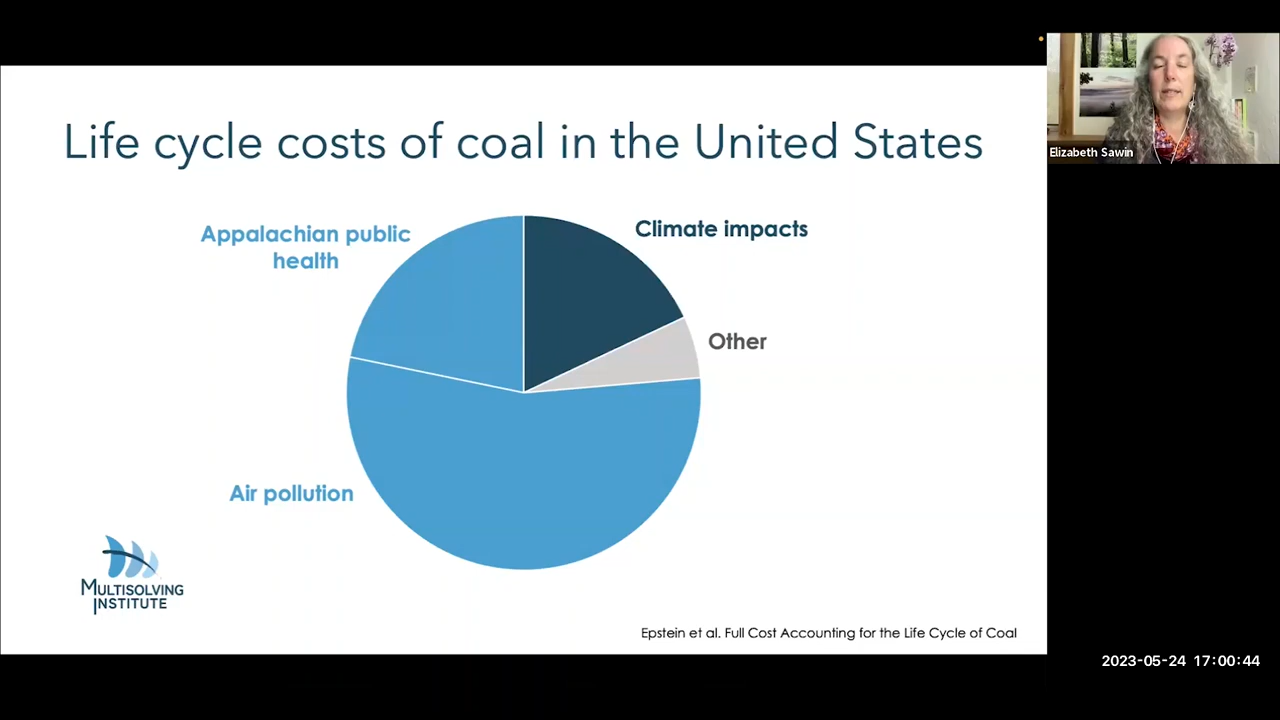 Life cycle costs of coal in the United States
Appalachian public
health
Climate impacts
Other
Air pollution
MULTISOLVING
INSTITUTE
Epstein et al. Full Cost Accounting for the Life Cycle of Coal
Elizabeth Sawin
2023-05-24 17:00:44